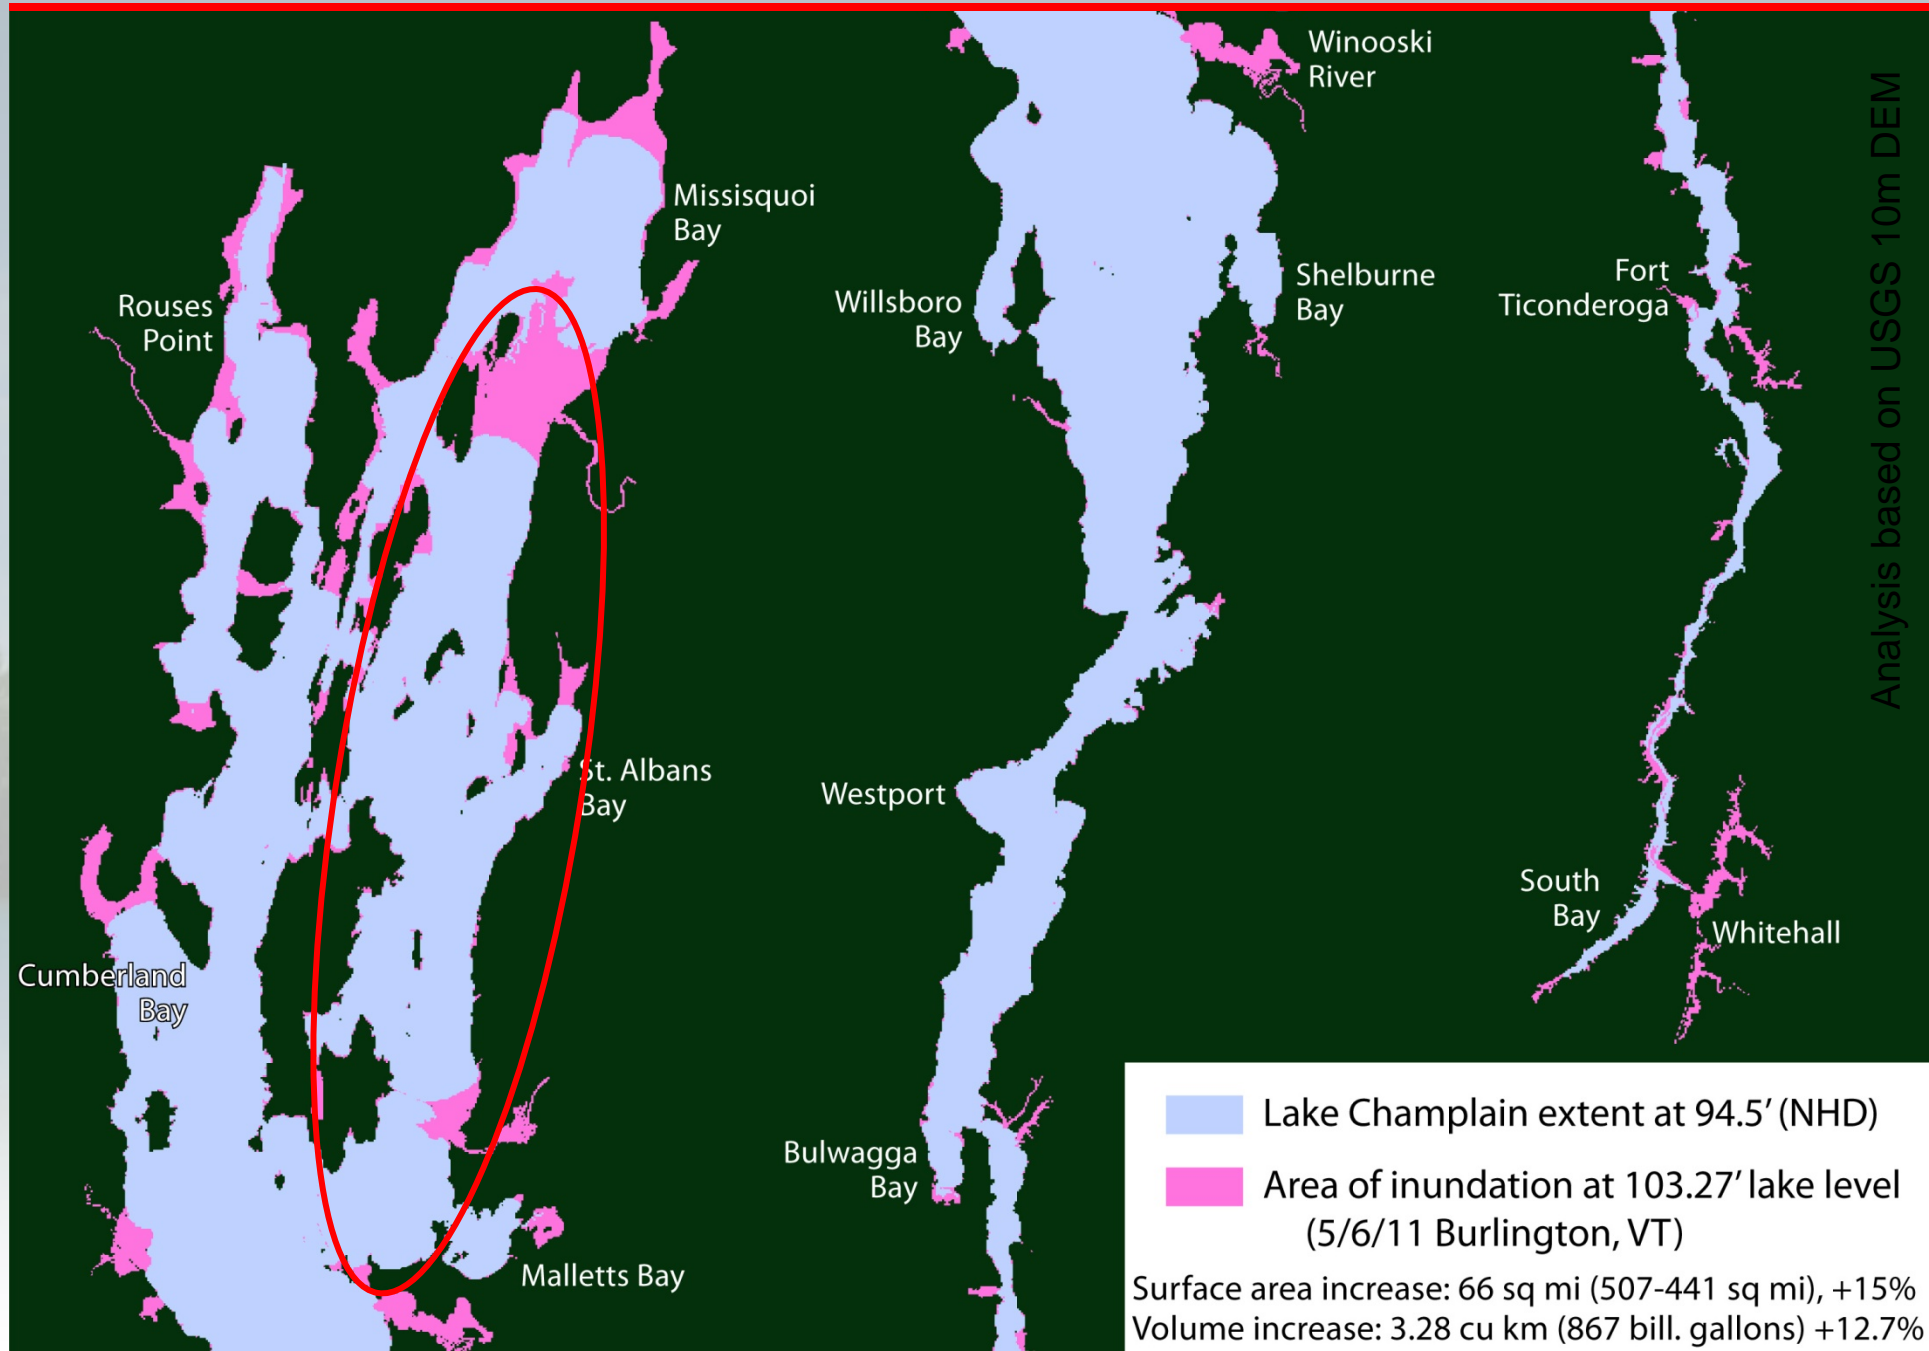 Missisquoi
Bay
Rouses
Point
St. Albans
Bay
Cumberland
Bay
Malletts Bay
Winooski
River
Willsboro
Bay
Shelburne
Bay
Westport
Bulwagga
Bay
Fort
Ticonderoga
South
Bay
Whitehall
Analysis based on USGS 10m DEM
Lake Champlain extent at 94.5' (NHD)
Area of inundation at 103.27' lake level
(5/6/11 Burlington, VT)
Surface area increase: 66 sq mi (507-441 sq mi), +15%
Volume increase: 3.28 cu km (867 bill. gallons) +12.7%